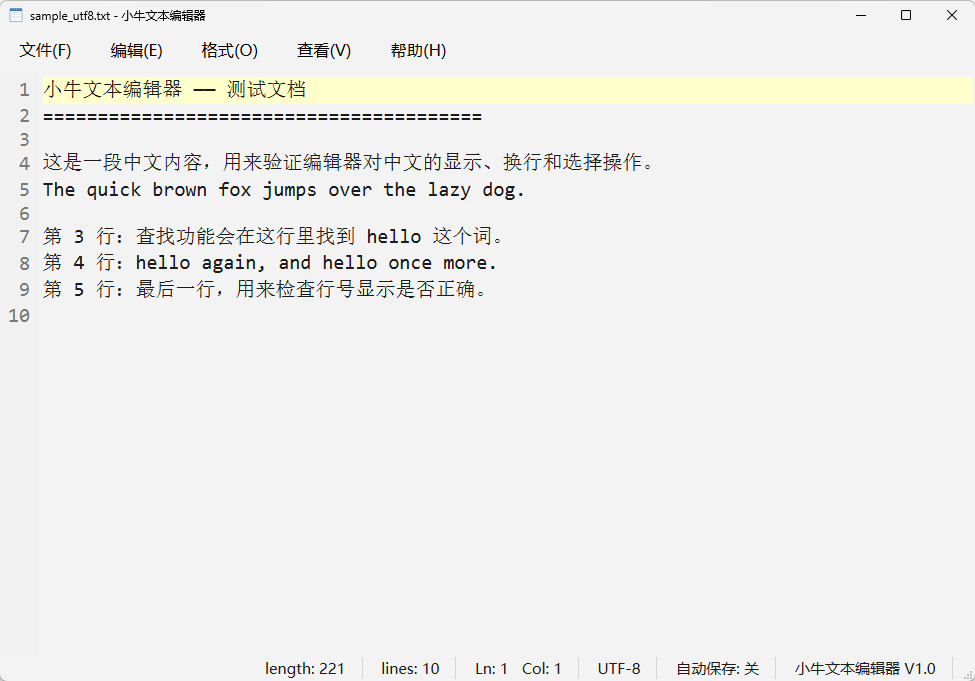 sample_utf8.txt - 小牛文本编辑器
文件(F) 编辑(E) 格式(O) 查看(V) 帮助(H)
1 小牛文本编辑器 —— 测试文档
2 ========================================
3
4 这是一段中文内容，用来验证编辑器对中文的显示、换行和选择操作。
5 The quick brown fox jumps over the lazy dog.
6
7 第 3 行：查找功能会在这行里找到 hello 这个词。
8 第 4 行：hello again, and hello once more.
9 第 5 行：最后一行，用来检查行号显示是否正确。
10
length: 221 lines: 10 Ln: 1 Col: 1 UTF-8 自动保存: 关 小牛文本编辑器 V1.0